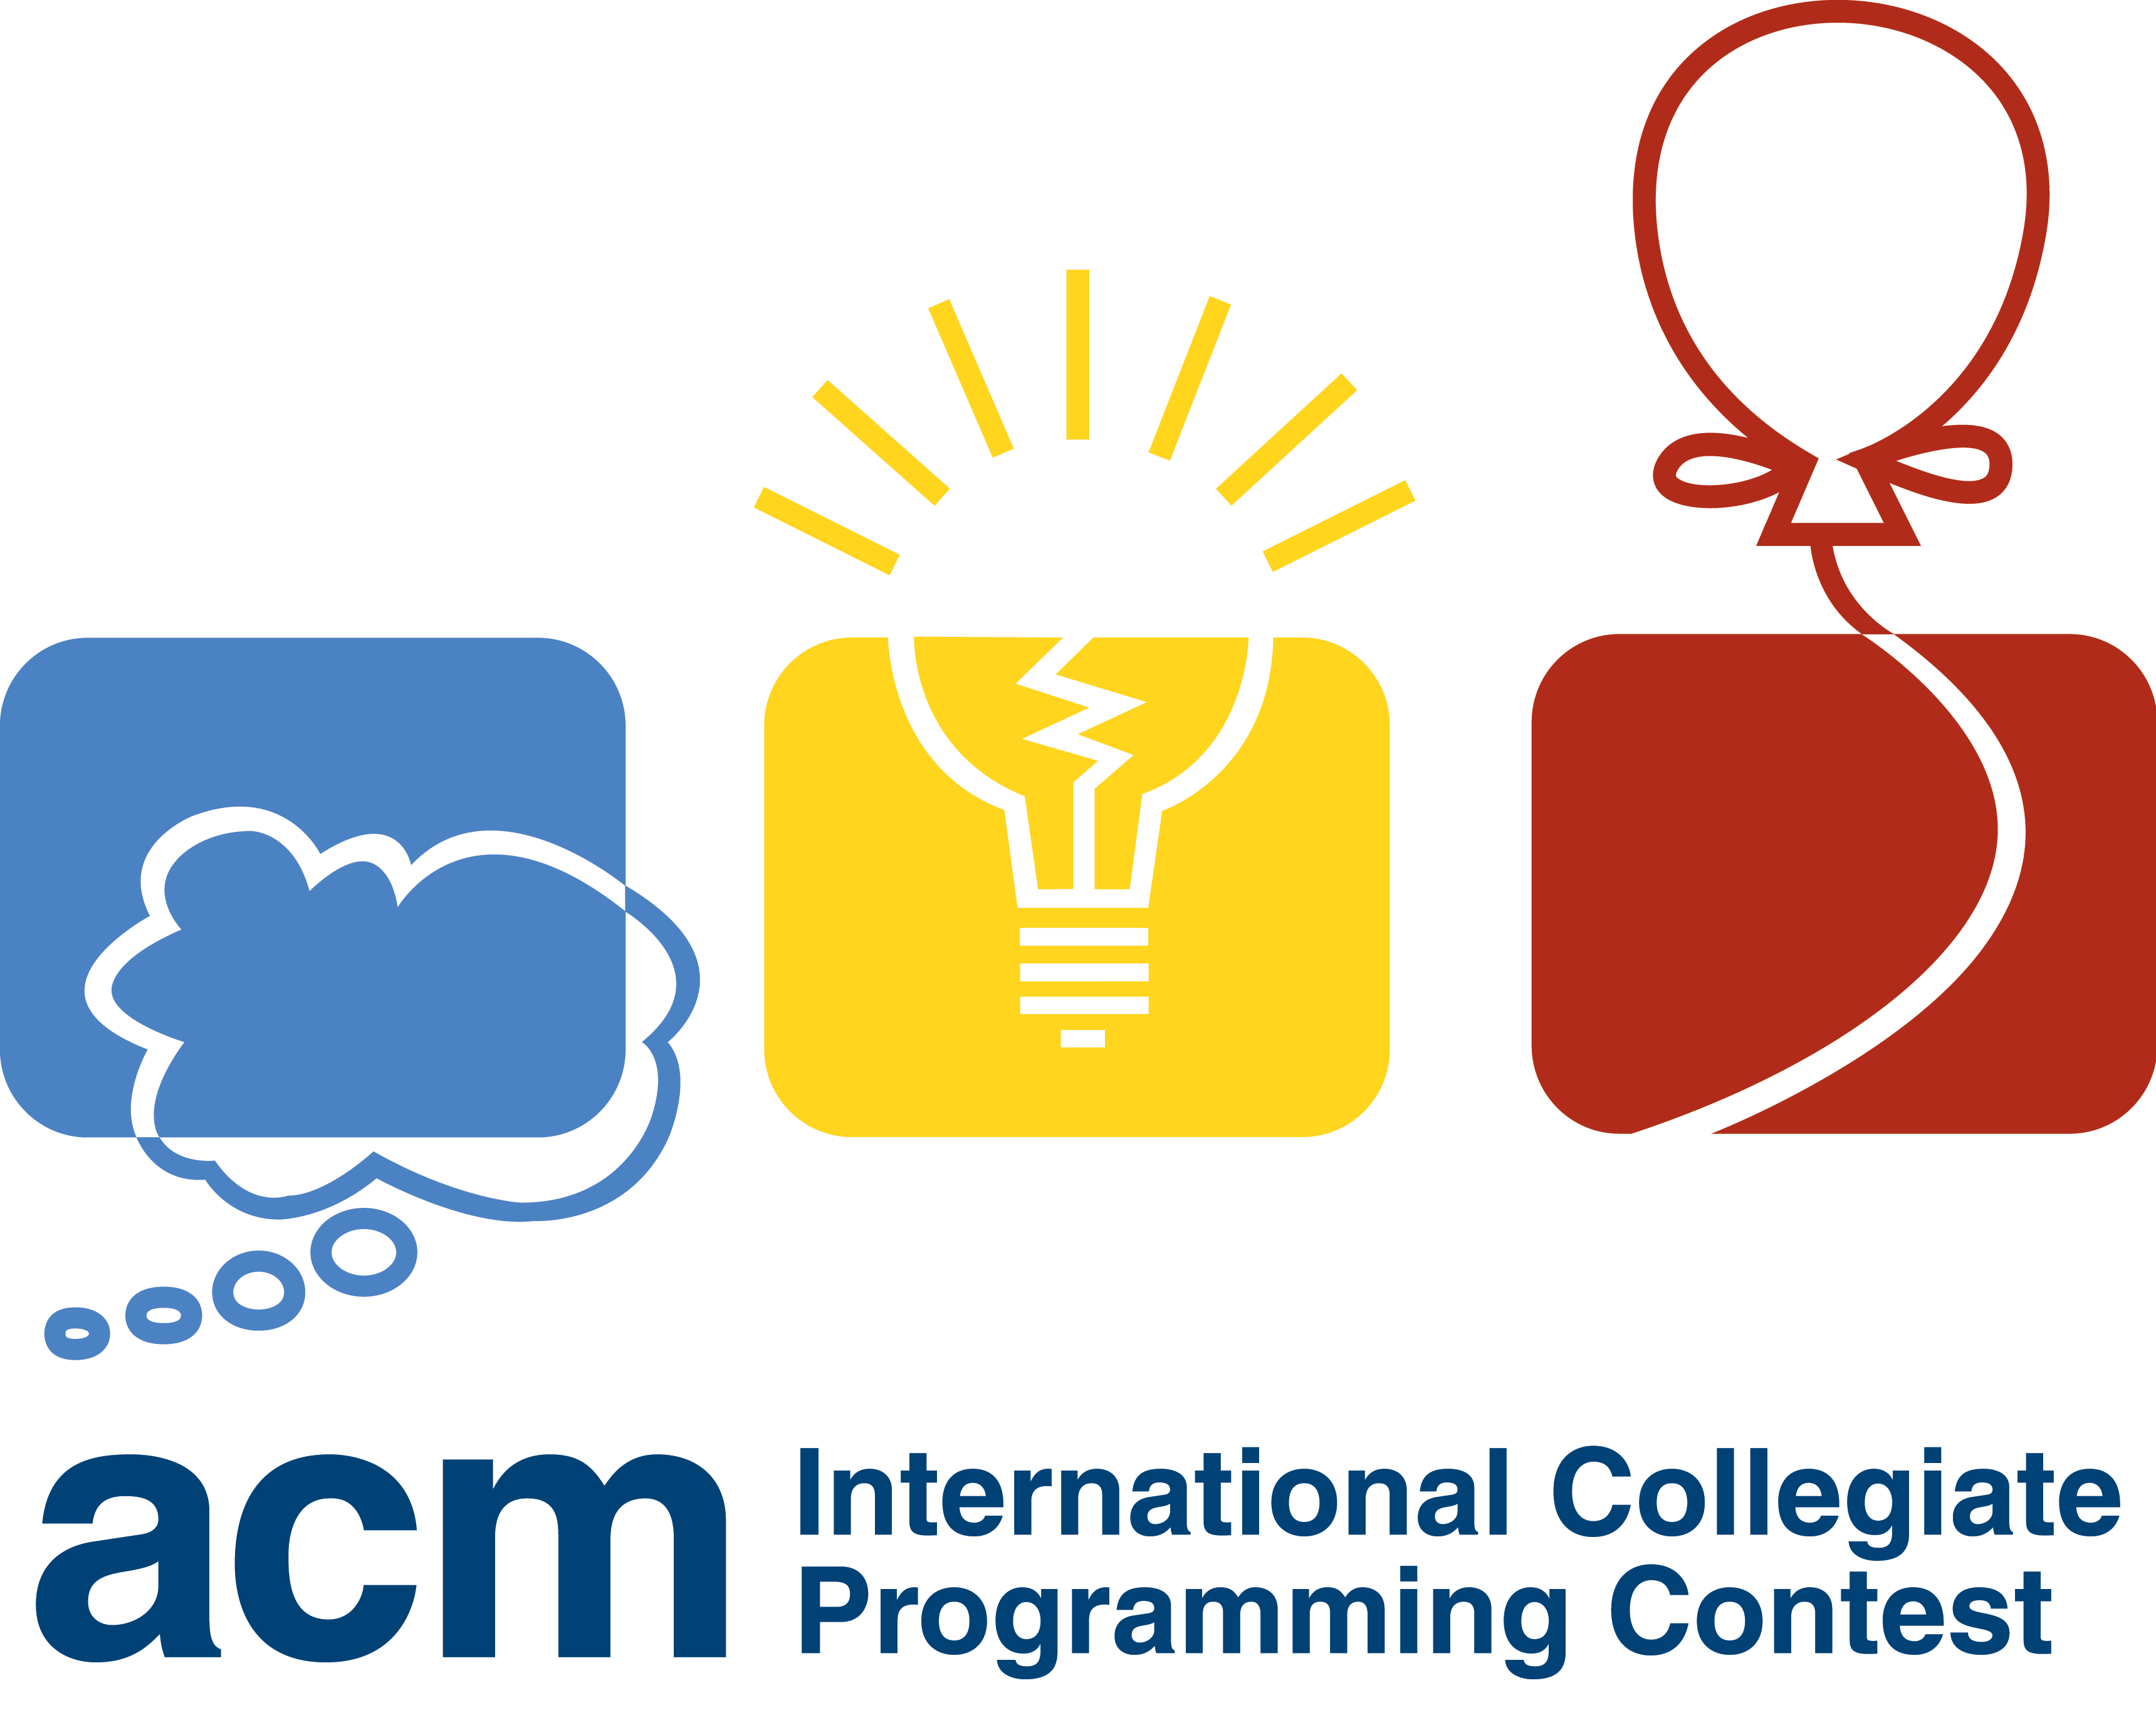 acm
International Collegiate
Programming Contest